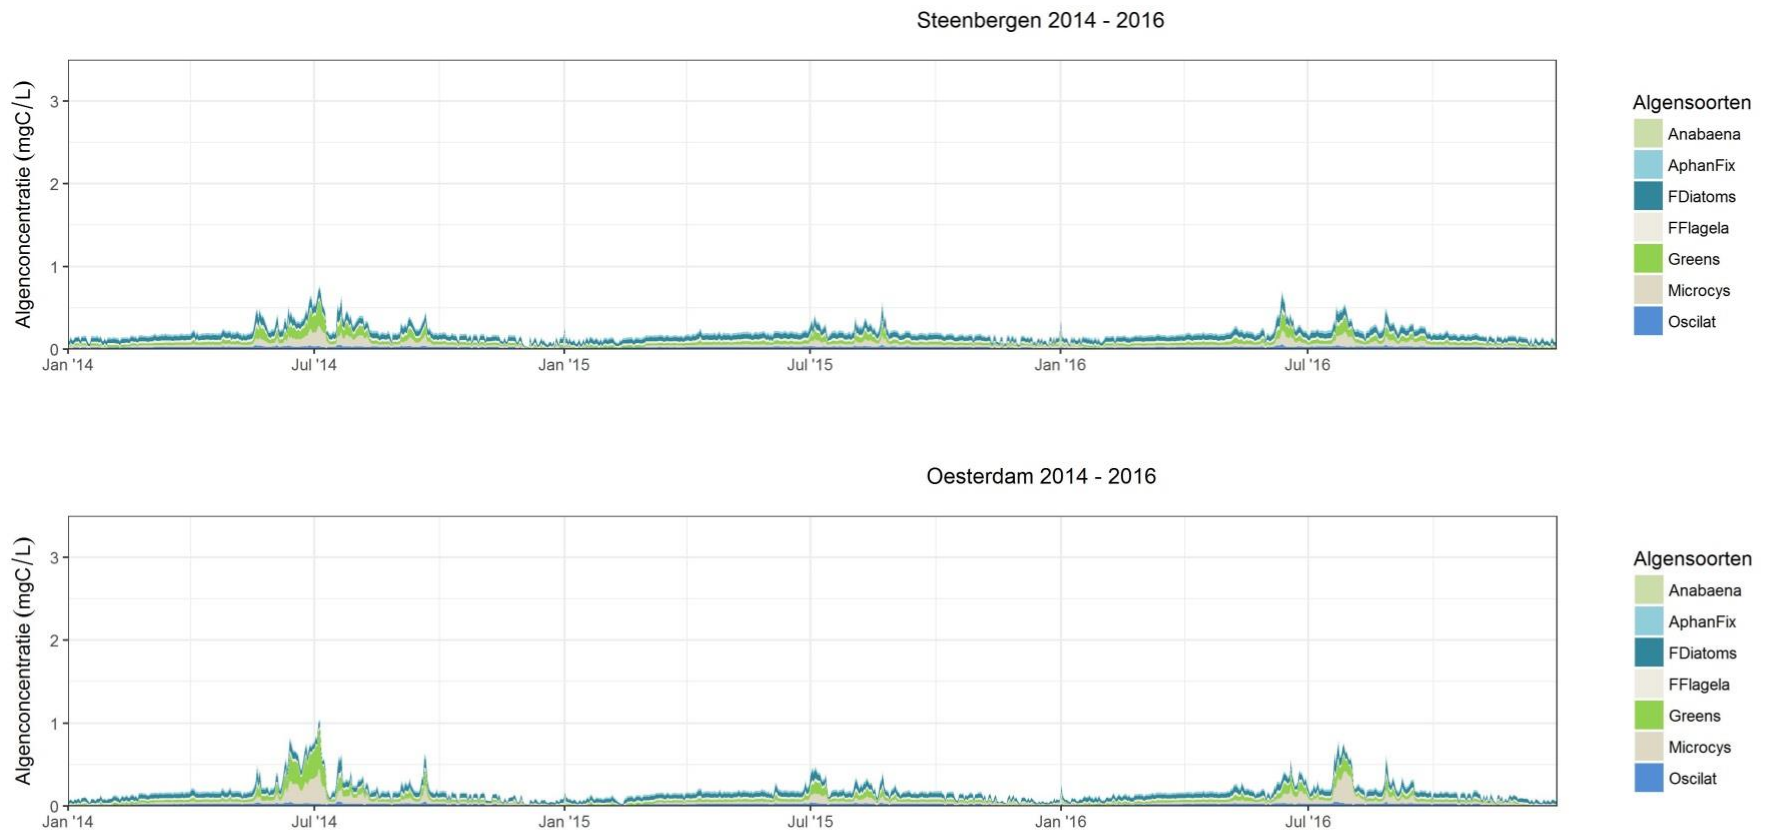 Steenbergen 2014 - 2016
Algenconcentratie (mgC/L)
3
2
1
0
Jan '14 Jul '14 Jan '15 Jul '15 Jan '16 Jul '16
Algensoorten
Anabaena
AphanFix
FDiatoms
FFlagela
Greens
Microcys
Oscilat
Oesterdam 2014 - 2016
Algenconcentratie (mgC/L)
3
2
1
0
Jan '14 Jul '14 Jan '15 Jul '15 Jan '16 Jul '16
Algensoorten
Anabaena
AphanFix
FDiatoms
FFlagela
Greens
Microcys
Oscilat